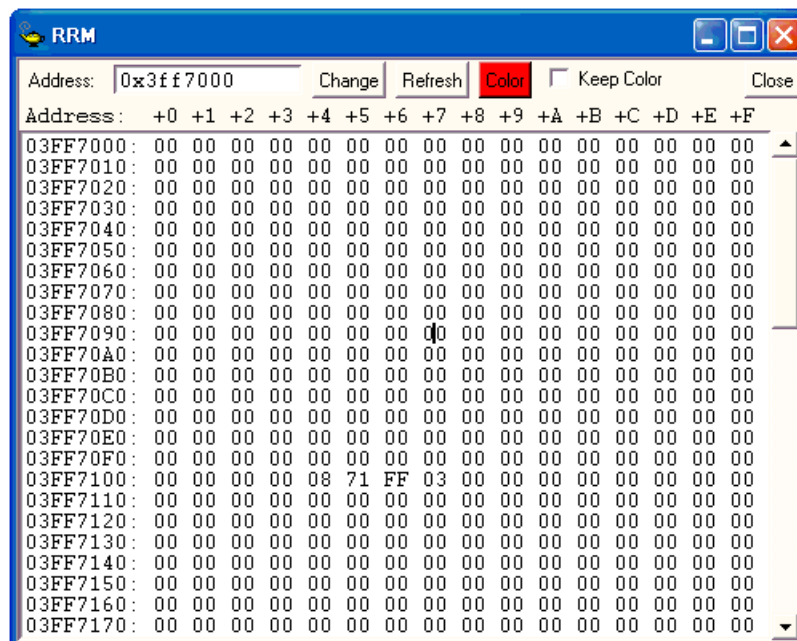 RRM
Address: 0x3ff7000 Change Refresh Color Keep Color Close
Address: +0 +1 +2 +3 +4 +5 +6 +7 +8 +9 +A +B +C +D +E +F
03FF7000: 00 00 00 00 00 00 00 00 00 00 00 00 00 00 00 00
03FF7010: 00 00 00 00 00 00 00 00 00 00 00 00 00 00 00 00
03FF7020: 00 00 00 00 00 00 00 00 00 00 00 00 00 00 00 00
03FF7030: 00 00 00 00 00 00 00 00 00 00 00 00 00 00 00 00
03FF7040: 00 00 00 00 00 00 00 00 00 00 00 00 00 00 00 00
03FF7050: 00 00 00 00 00 00 00 00 00 00 00 00 00 00 00 00
03FF7060: 00 00 00 00 00 00 00 00 00 00 00 00 00 00 00 00
03FF7070: 00 00 00 00 00 00 00 00 00 00 00 00 00 00 00 00
03FF7080: 00 00 00 00 00 00 00 00 00 00 00 00 00 00 00 00
03FF7090: 00 00 00 00 00 00 00 00 00 00 00 00 00 00 00 00
03FF70A0: 00 00 00 00 00 00 00 00 00 00 00 00 00 00 00 00
03FF70B0: 00 00 00 00 00 00 00 00 00 00 00 00 00 00 00 00
03FF70C0: 00 00 00 00 00 00 00 00 00 00 00 00 00 00 00 00
03FF70D0: 00 00 00 00 00 00 00 00 00 00 00 00 00 00 00 00
03FF70E0: 00 00 00 00 00 00 00 00 00 00 00 00 00 00 00 00
03FF70F0: 00 00 00 00 00 00 00 00 00 00 00 00 00 00 00 00
03FF7100: 00 00 00 00 08 71 FF 03 00 00 00 00 00 00 00 00
03FF7110: 00 00 00 00 00 00 00 00 00 00 00 00 00 00 00 00
03FF7120: 00 00 00 00 00 00 00 00 00 00 00 00 00 00 00 00
03FF7130: 00 00 00 00 00 00 00 00 00 00 00 00 00 00 00 00
03FF7140: 00 00 00 00 00 00 00 00 00 00 00 00 00 00 00 00
03FF7150: 00 00 00 00 00 00 00 00 00 00 00 00 00 00 00 00
03FF7160: 00 00 00 00 00 00 00 00 00 00 00 00 00 00 00 00
03FF7170: 00 00 00 00 00 00 00 00 00 00 00 00 00 00 00 00